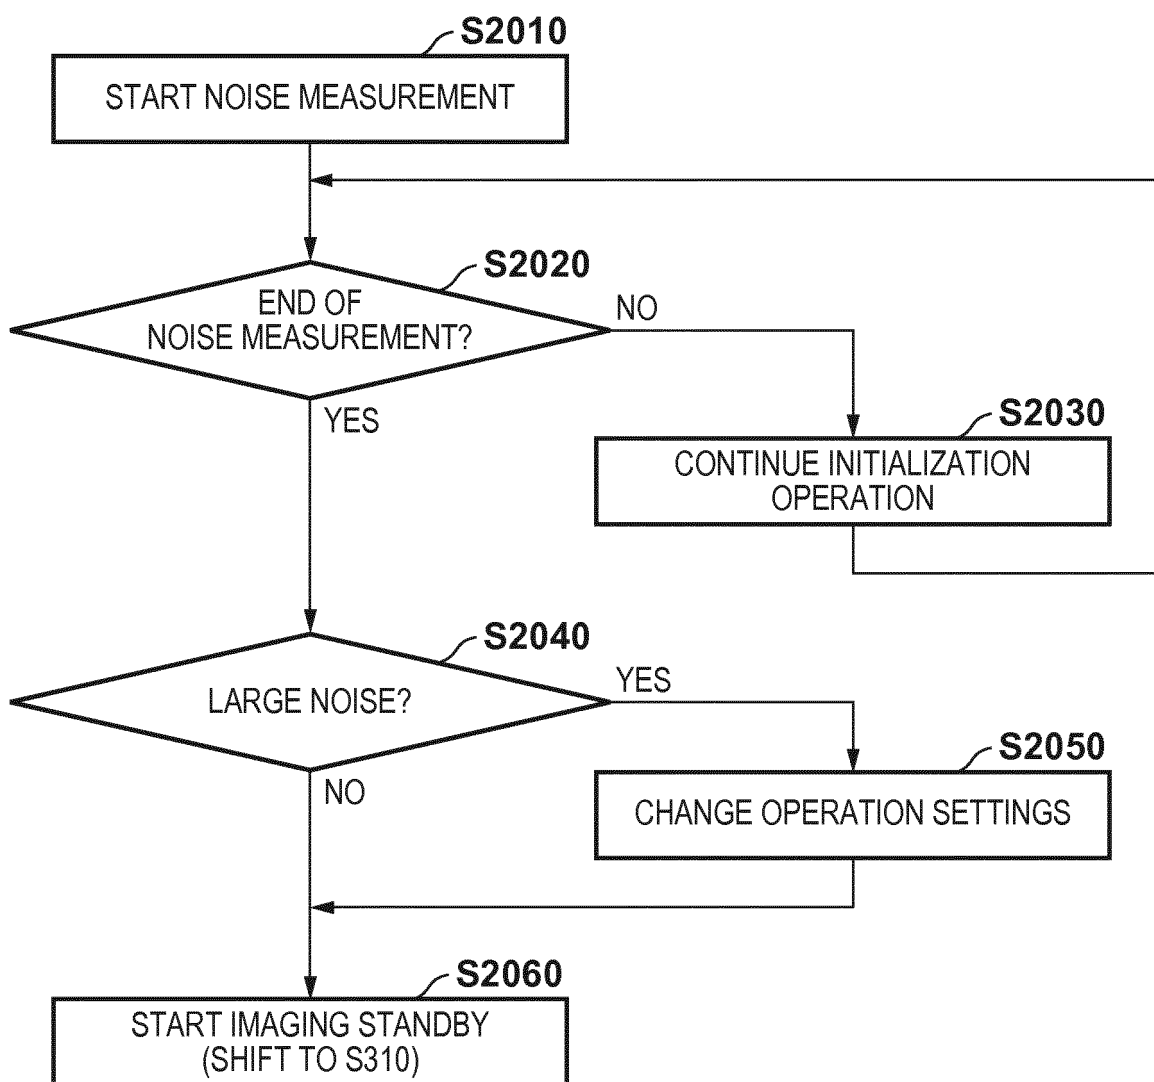 S2010
START NOISE MEASUREMENT
S2020
END OF
NOISE MEASUREMENT?
NO
YES
S2030
CONTINUE INITIALIZATION
OPERATION
S2040
LARGE NOISE?
YES
NO
S2050
CHANGE OPERATION SETTINGS
S2060
START IMAGING STANDBY
(SHIFT TO S310)